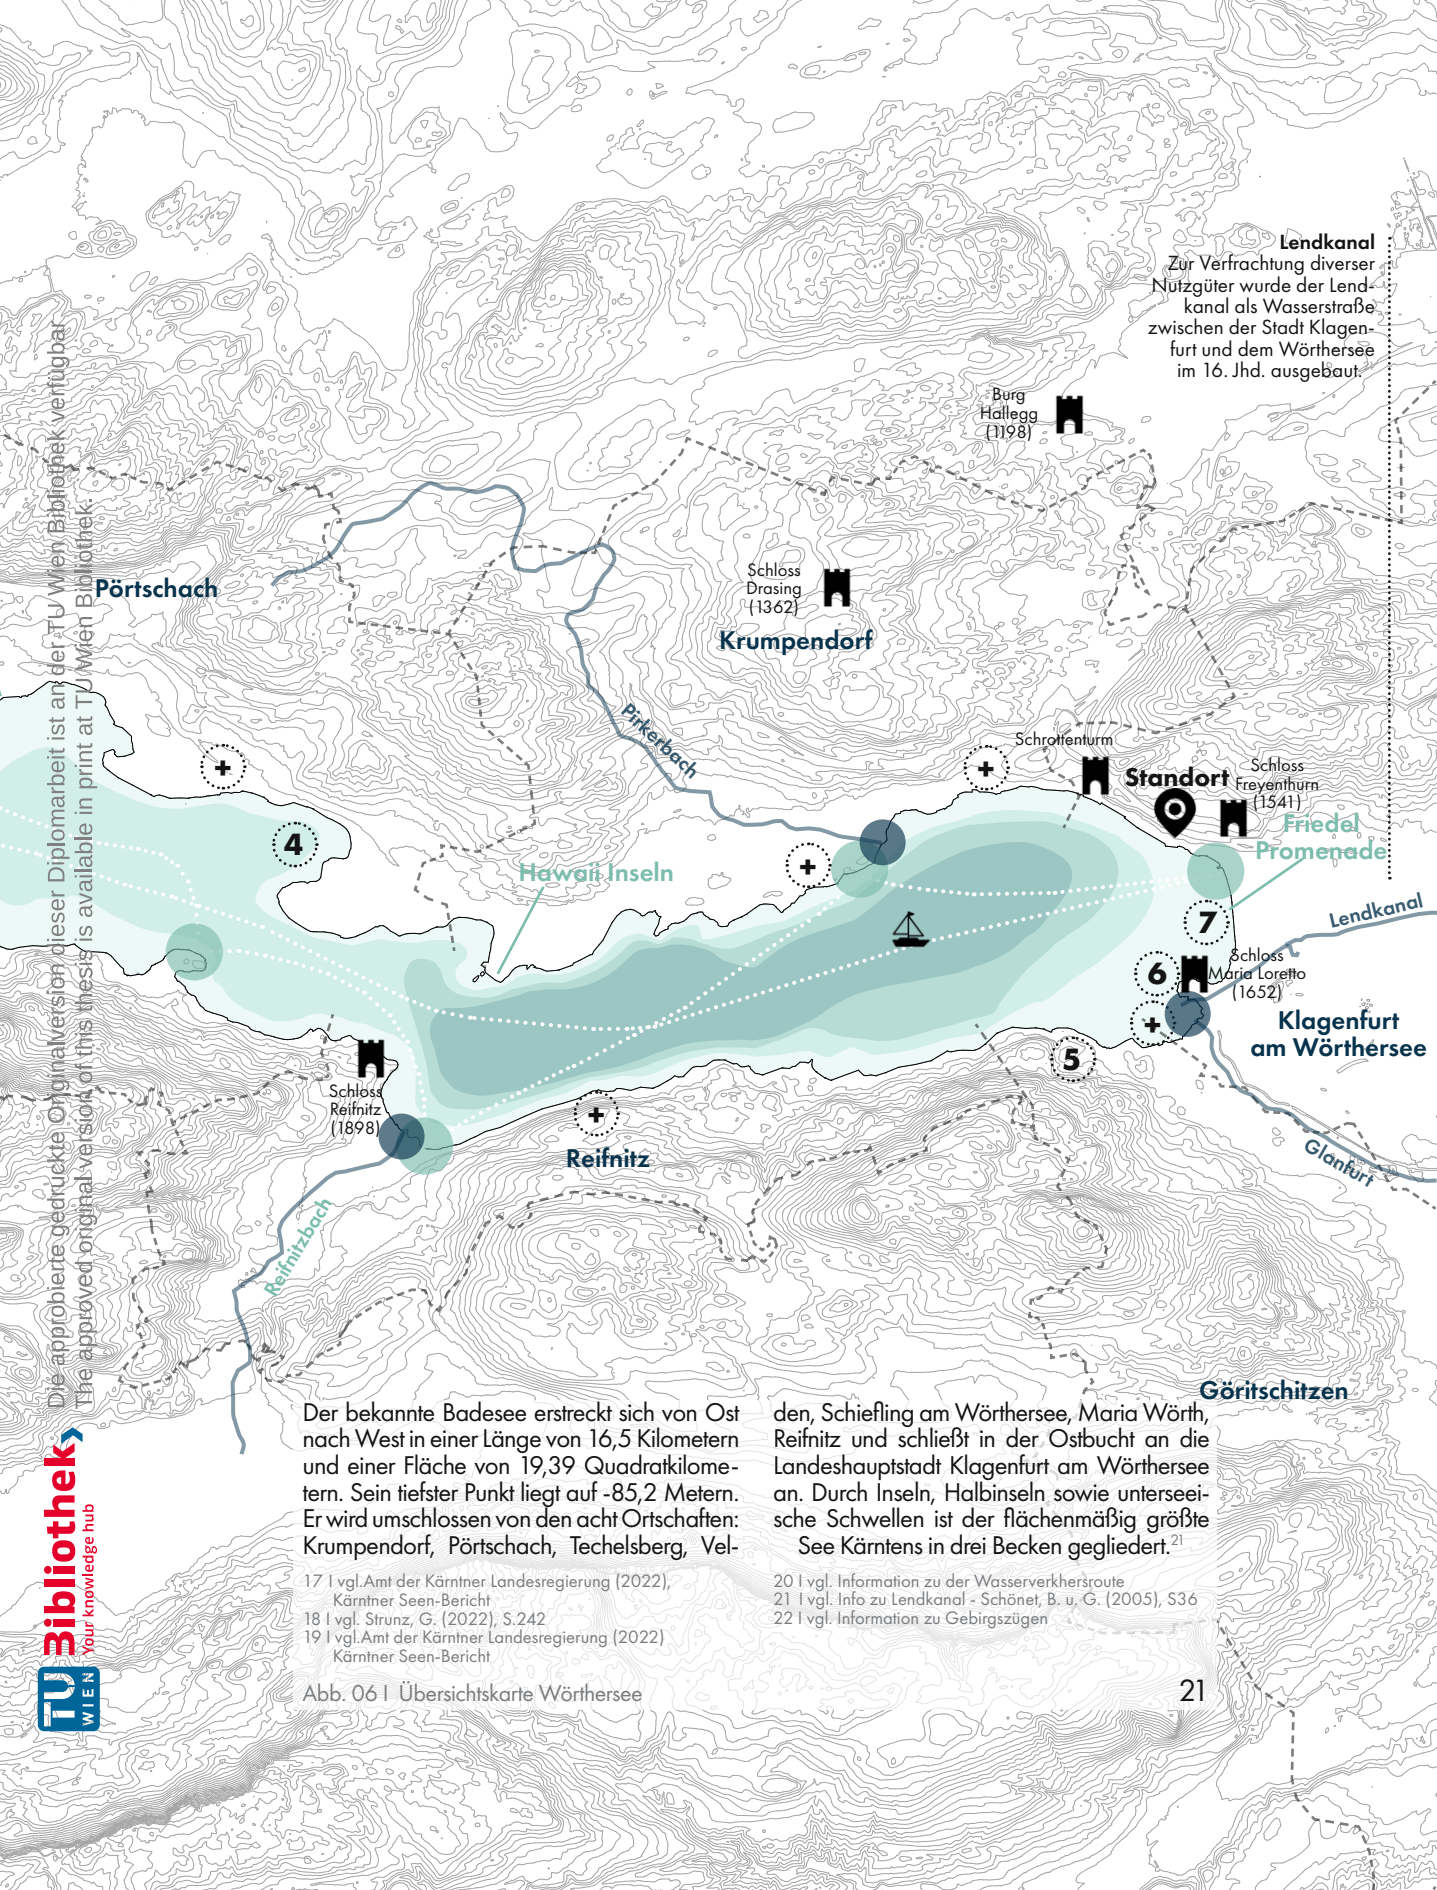 Lendkanal
Zur Verfrachtung diverser
Nutzgüter wurde der Lend-
kanal als Wasserstraße
zwischen der Stadt Klagen-
furt und dem Wörthersee
im 16. Jhd. ausgebaut.
Burg
Hallegg
(1198)
Pörtschach
Schloss
Drasing
(1362)
Krumpendorf
Pirkerbach
Schrottenturm
Standort
Schloss
Freyenthurn
(1541)
Friedel
Promenade
+
+
+
4
Hawaii Inseln
7
Lendkanal
6
Schloss
Maria Loretto
(1652)
+
Klagenfurt
am Wörthersee
5
Schloss
Reifnitz
(1898)
+
Reifnitz
Glanfurt
Reifnitzbach
Göritschitzen
Der bekannte Badesee erstreckt sich von Ost
nach West in einer Länge von 16,5 Kilometern
und einer Fläche von 19,39 Quadratkilome-
tern. Sein tiefster Punkt liegt auf -85,2 Metern.
Er wird umschlossen von den acht Ortschaften:
Krumpendorf, Pörtschach, Techelsberg, Vel-
den, Schiefling am Wörthersee, Maria Wörth,
Reifnitz und schließt in der Ostbucht an die
Landeshauptstadt Klagenfurt am Wörthersee
an. Durch Inseln, Halbinseln sowie unterseei-
sche Schwellen ist der flächenmäßig größte
See Kärntens in drei Becken gegliedert.21
17 I vgl.Amt der Kärntner Landesregierung (2022),
Kärntner Seen-Bericht
18 I vgl. Strunz, G. (2022), S.242
19 I vgl.Amt der Kärntner Landesregierung (2022)
Kärntner Seen-Bericht
20 I vgl. Information zu der Wasserverkhersroute
21 I vgl. Info zu Lendkanal - Schönet, B. u. G. (2005), S36
22 I vgl. Information zu Gebirgszügen
Abb. 06 I Übersichtskarte Wörthersee
21
Die approbierte gedruckte Originalversion dieser Diplomarbeit ist an der TU Wien Bibliothek verfügbar
The approved original version of this thesis is available in print at TU Wien Bibliothek.
TU WIEN
Bibliothek
Your knowledge hub